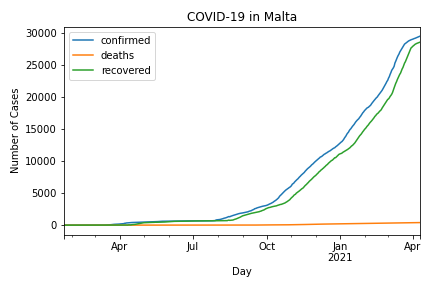 COVID-19 in Malta
confirmed
deaths
recovered
Number of Cases
30000
25000
20000
15000
10000
5000
0
Apr
Jul
Oct
Jan
2021
Apr
Day